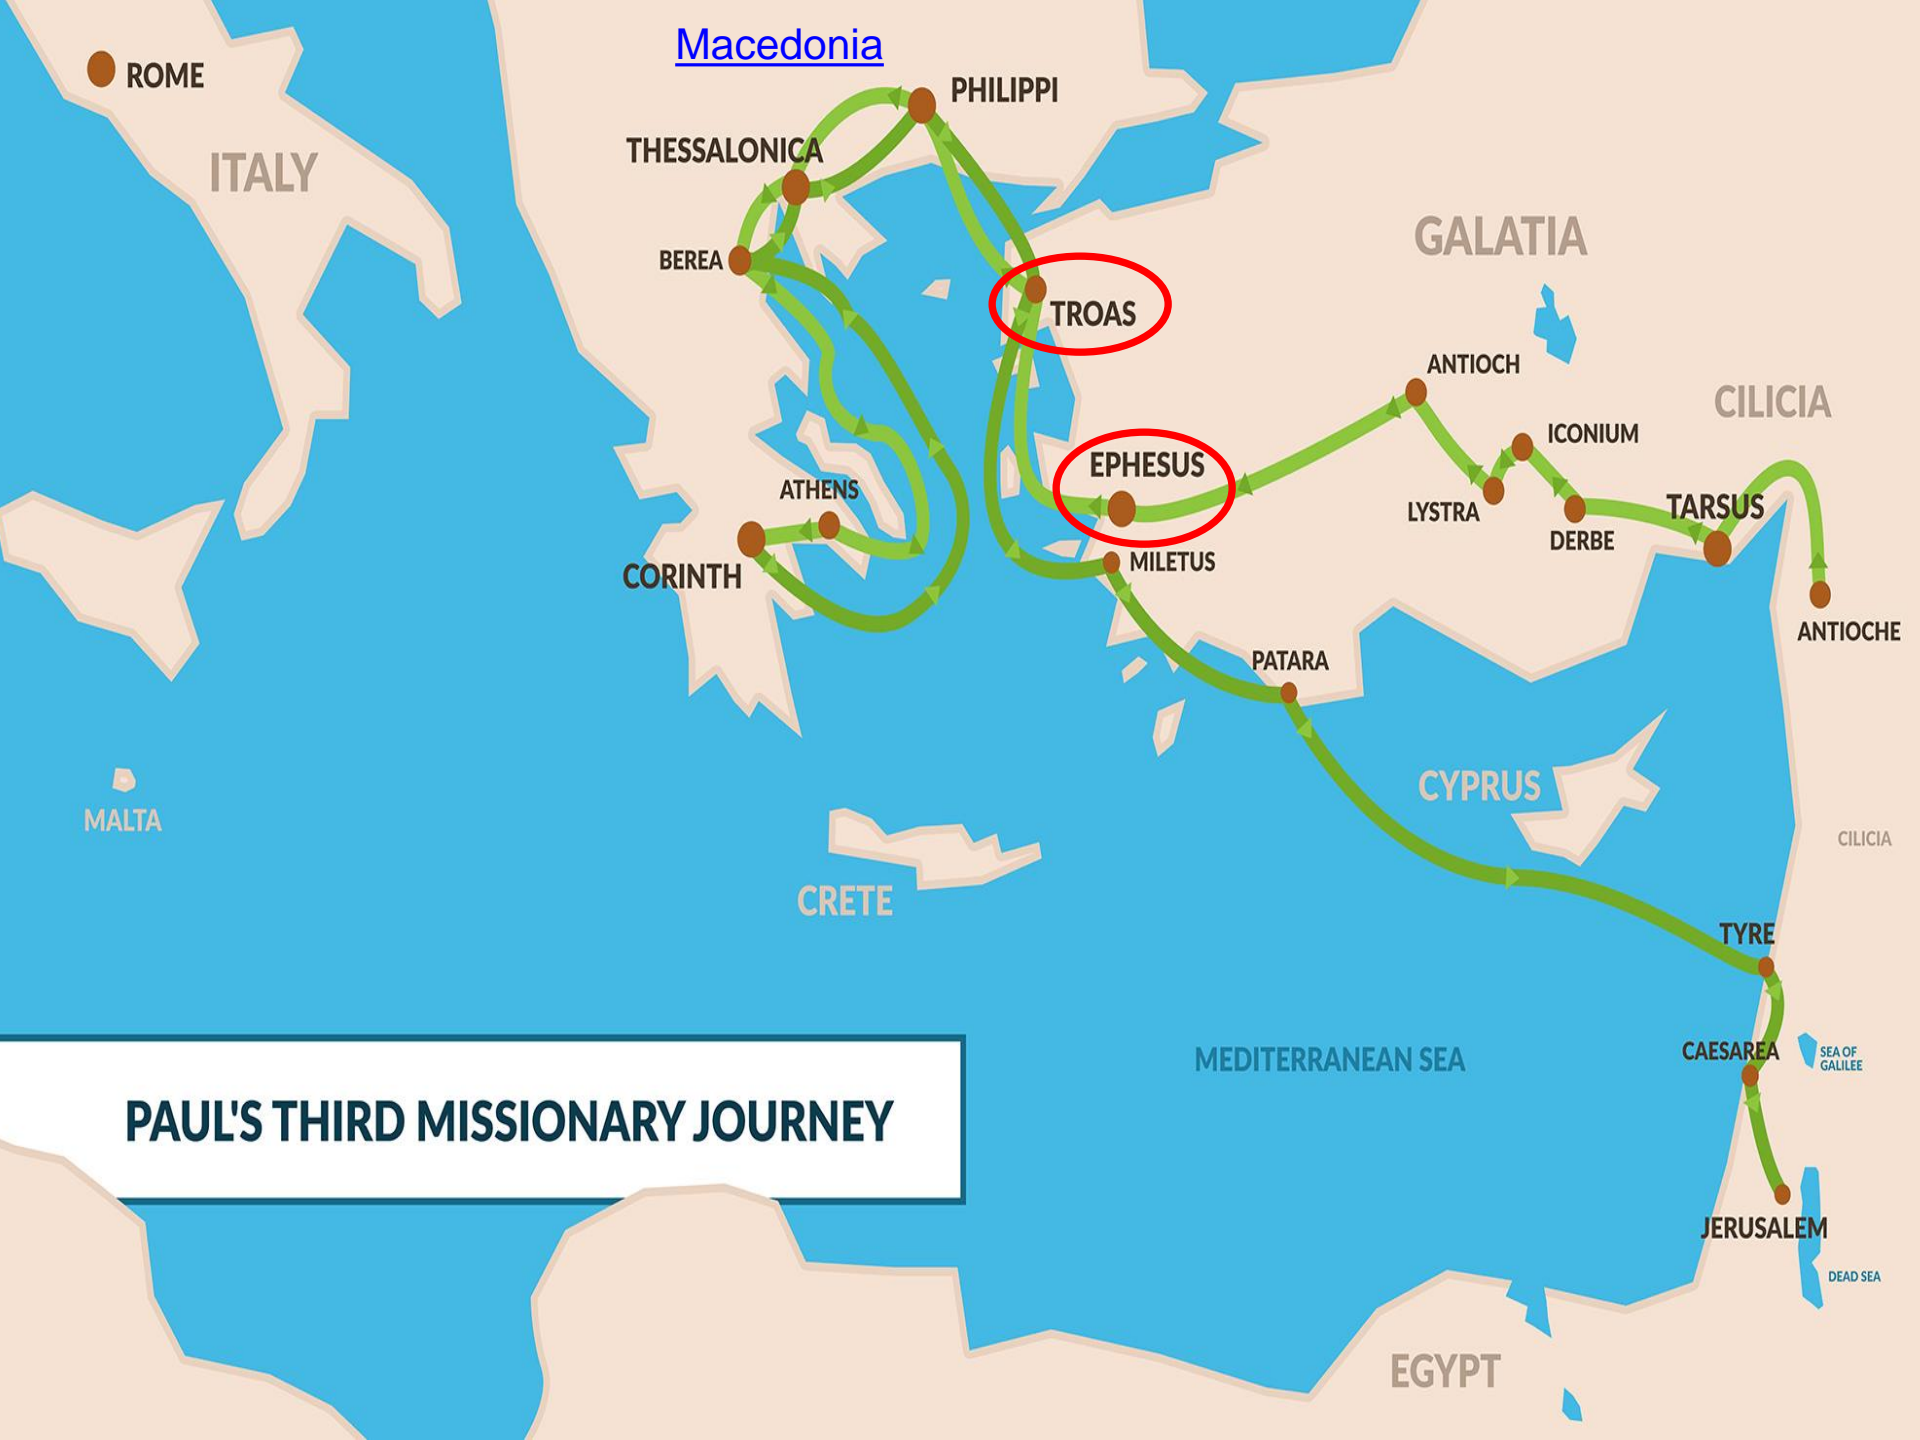 Macedonia
ROME
PHILIPPI
THESSALONICA
ITALY
GALATIA
BEREA
TROAS
ANTIOCH
CILICIA
ICONIUM
EPHESUS
ATHENS
LYSTRA
TARSUS
DERBE
CORINTH
MILETUS
ANTIOCHE
PATARA
CYPRUS
MALTA
CILICIA
CRETE
TYRE
MEDITERRANEAN SEA
CAESAREA
SEA OF
GALILEE
PAUL'S THIRD MISSIONARY JOURNEY
JERUSALEM
DEAD SEA
EGYPT